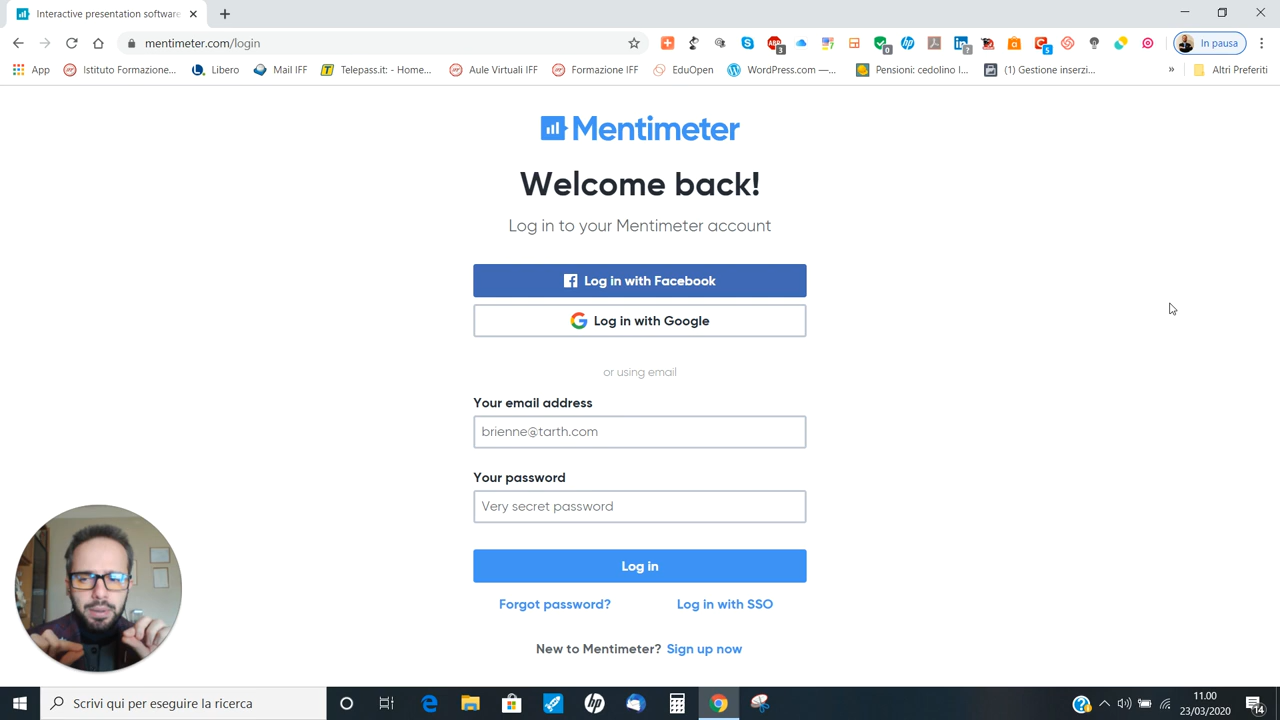 Interactive presentation software
mentimeter.com/login
In pausa
App
Istituto Formazione...
Libero
Mail IFF
Telepass.it: - Home...
Aule Virtuali IFF
Formazione IFF
EduOpen
WordPress.com —...
Pensioni: cedolino I...
(1) Gestione inserzi...
»
Altri Preferiti
Mentimeter
Welcome back!
Log in to your Mentimeter account
Log in with Facebook
Log in with Google
or using email
Your email address
brienne@tarth.com
Your password
Very secret password
Log in
Forgot password?
Log in with SSO
New to Mentimeter? Sign up now
Scrivi qui per eseguire la ricerca
11.00
23/03/2020
14